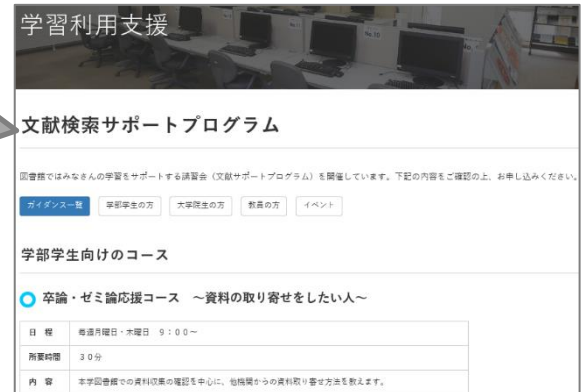 学習利用支援
文献検索サポートプログラム
図書館ではみなさんの学習をサポートする講習会（文献サポートプログラム）を開催しています。下記の内容をご確認の上、お申し込みください。
ガイダンス一覧 学部学生の方 大学院生の方 教員の方 イベント
学部学生向けのコース
卒論・ゼミ論応援コース ～資料の取り寄せをしたい人～
日 程 毎週月曜日・木曜日 9：00～
所要時間 30分
内 容 本学図書館での資料収集の確認を中心に、他機関からの資料取り寄せ方法を教えます。